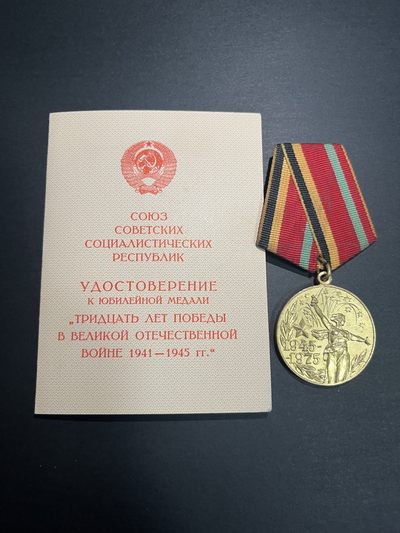 СОЮЗ
СОВЕТСКИХ
СОЦИАЛИСТИЧЕСКИХ
РЕСПУБЛИК
УДОСТОВЕРЕНИЕ
К ЮБИЛЕЙНОЙ МЕДАЛИ
„ТРИДЦАТЬ ЛЕТ ПОБЕДЫ
В ВЕЛИКОЙ ОТЕЧЕСТВЕННОЙ
ВОЙНЕ 1941—1945 гг.“
1945-
-1975